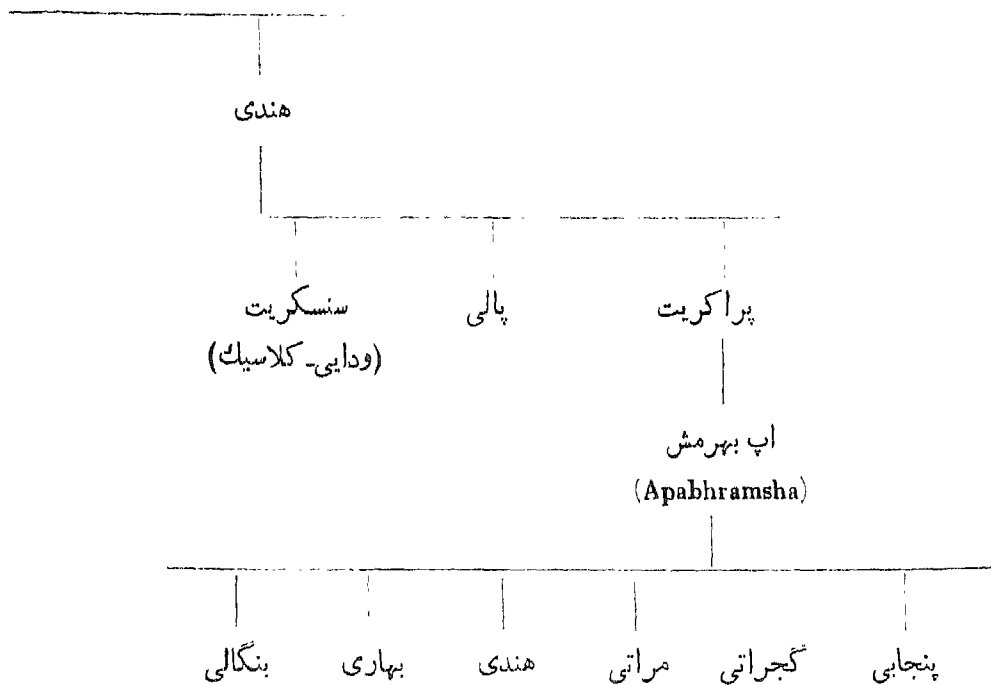 هندی
پراکریت پالی سنسکریت
(ودایی-کلاسیك)
اپ بهرمش
(Apabhramsha)
پنجابی گجراتی مراتی هندی بهاری بنگالی